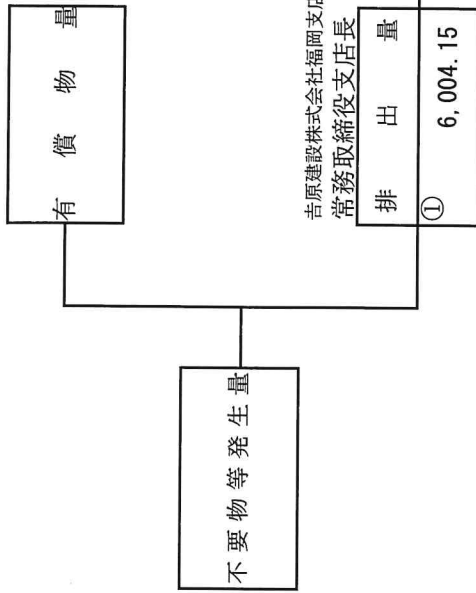 有償物量
不要物等発生量
吉原建設株式会社福岡支店
常務取締役支店長
排出量
①
6,004.15